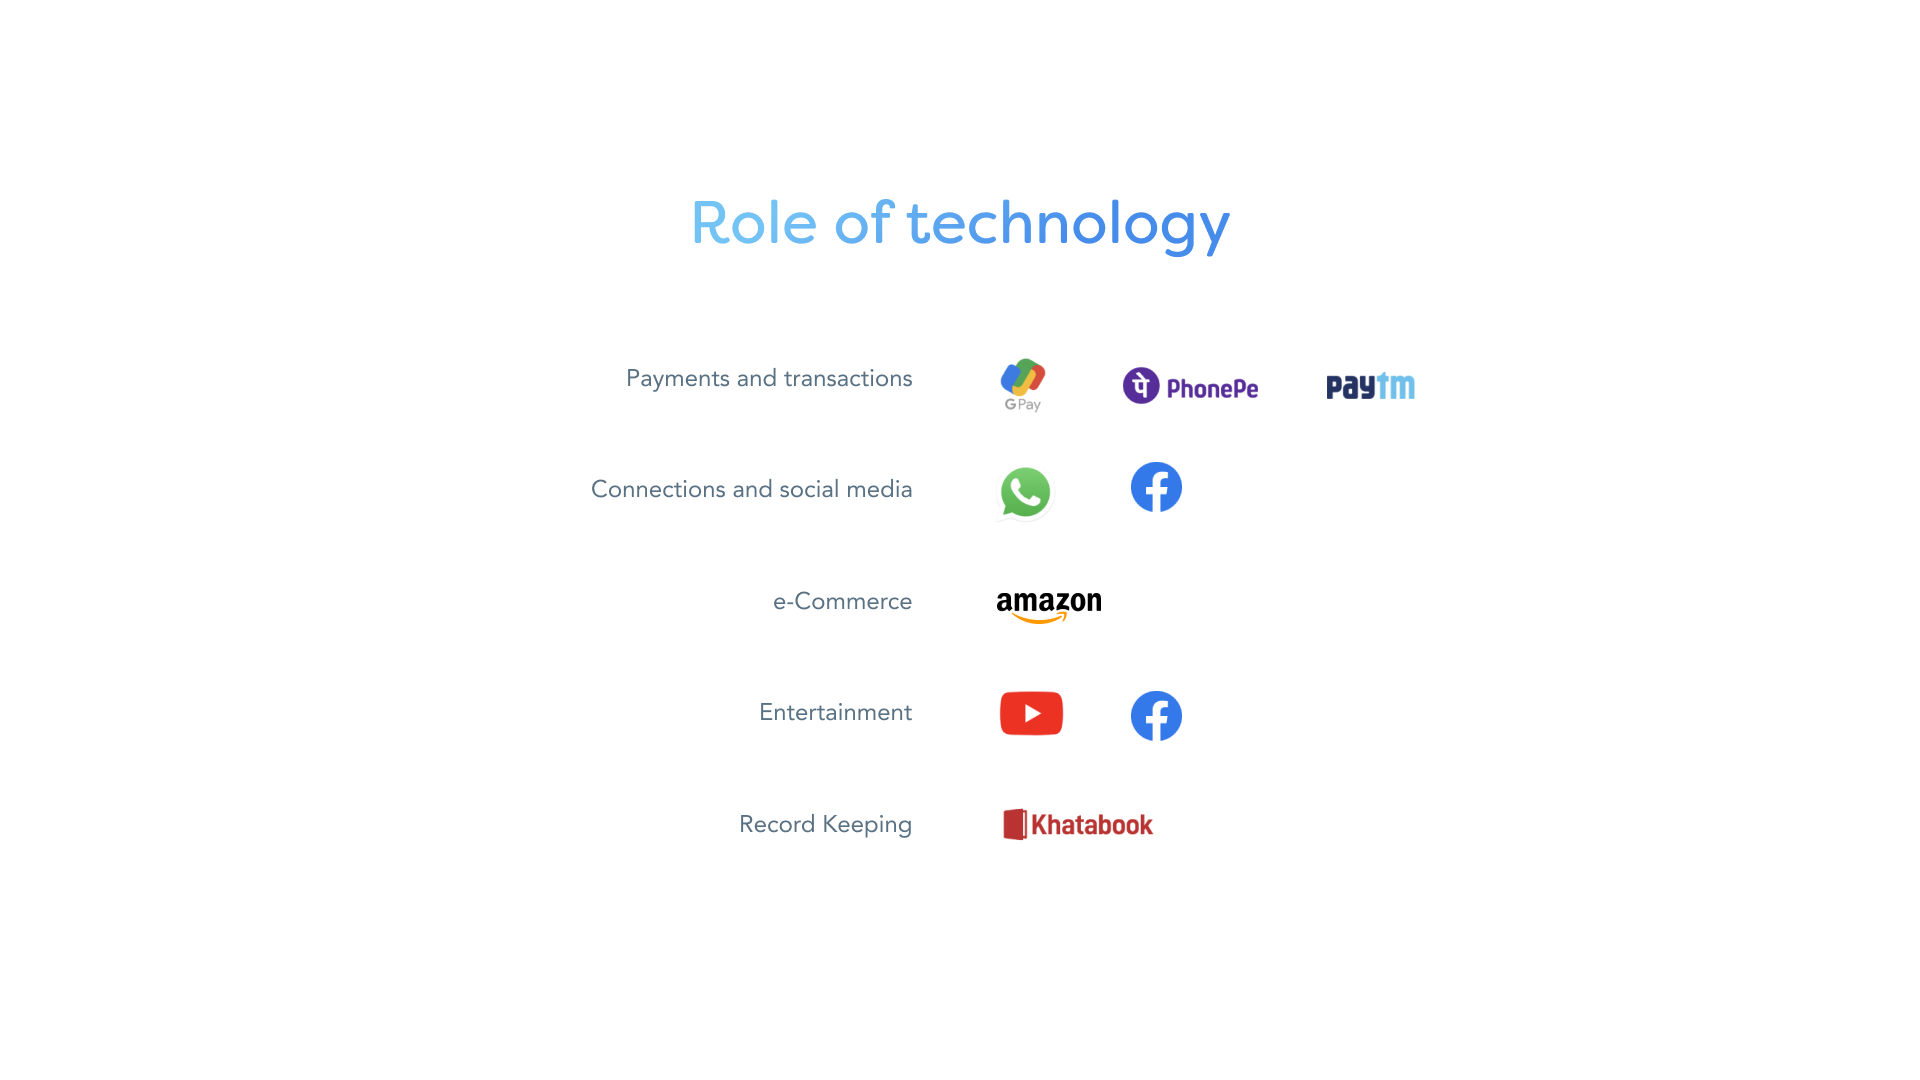 Role of technology
Payments and transactions
G Pay
पे PhonePe
paytm
Connections and social media
e-Commerce
amazon
Entertainment
Record Keeping
Khatabook